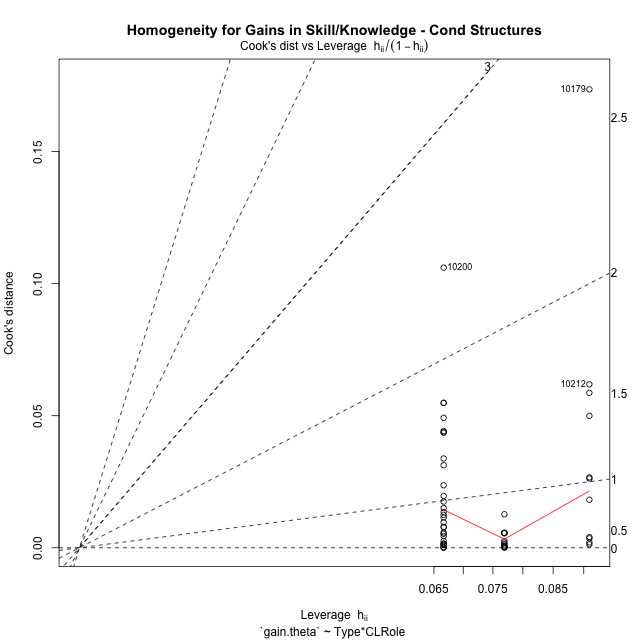 Homogeneity for Gains in Skill/Knowledge - Cond Structures
Cook's dist vs Leverage hii/(1 − hii)
3
10179
2.5
0.15
10200
2
0.10
Cook's distance
10212
1.5
0.05
1
0.5
0.00
0
0.065 0.075 0.085
Leverage hii
`gain.theta` ~ Type*CLRole